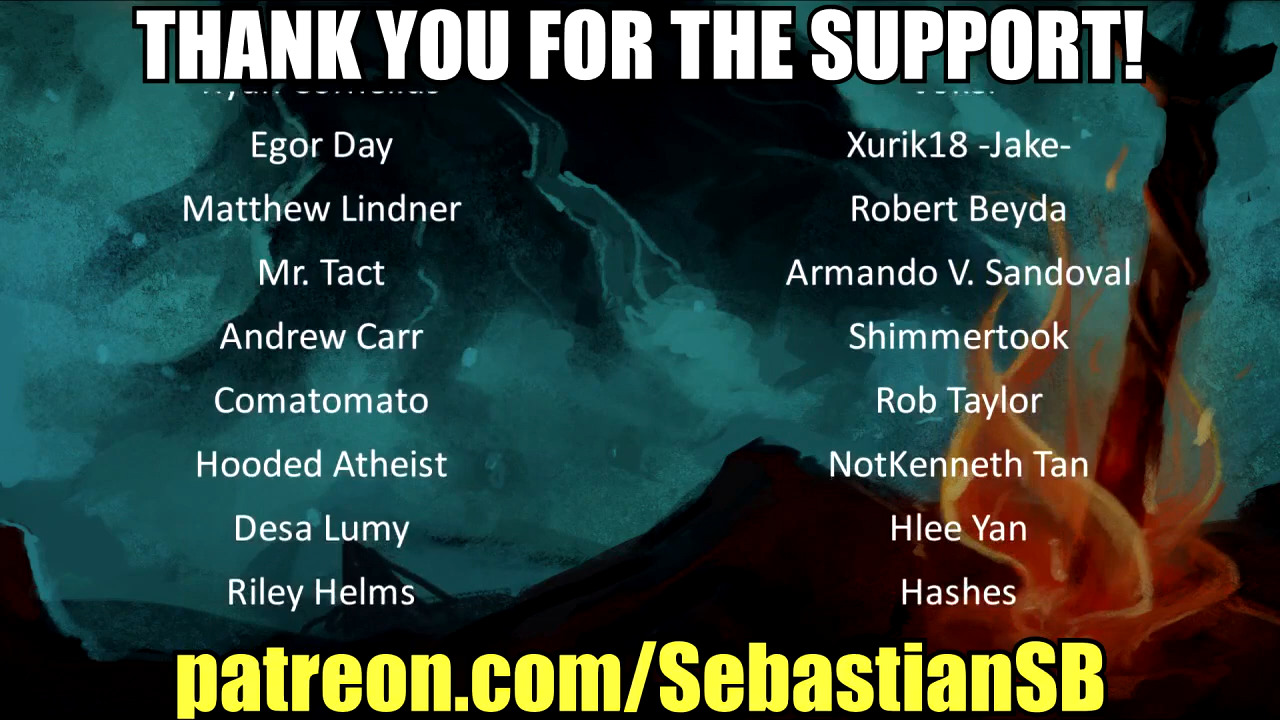 THANK YOU FOR THE SUPPORT!
Egor Day
Xurik18 -Jake-
Matthew Lindner
Robert Beyda
Mr. Tact
Armando V. Sandoval
Andrew Carr
Shimmertook
Comatomato
Rob Taylor
Hooded Atheist
NotKenneth Tan
Desa Lumy
Hlee Yan
Riley Helms
Hashes
patreon.com/SebastianSB